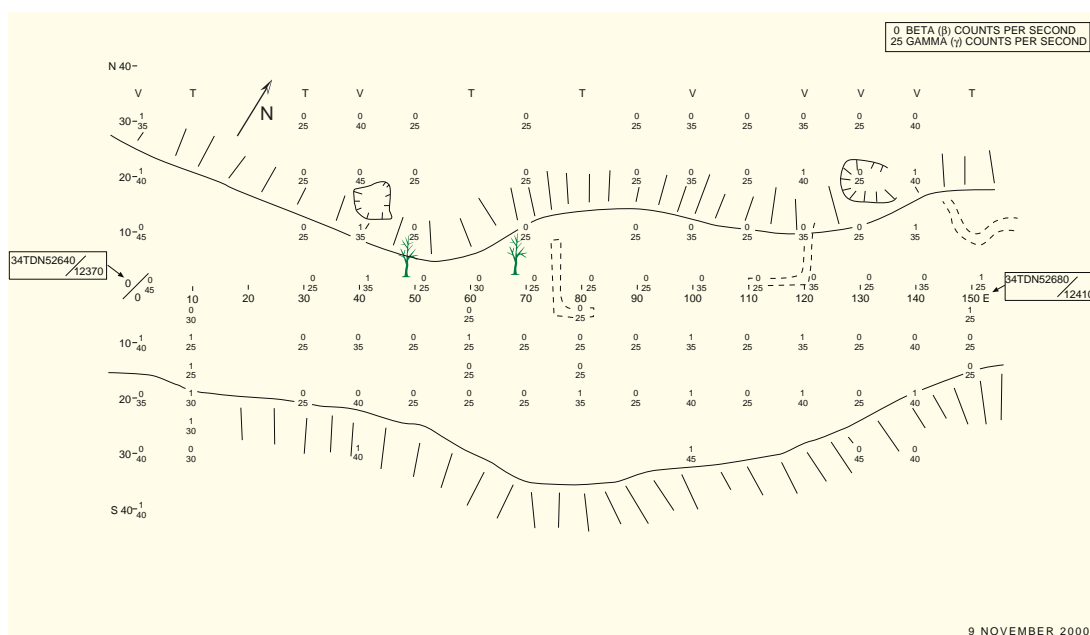 0 BETA (β) COUNTS PER SECOND
25 GAMMA (γ) COUNTS PER SECOND
N 40
V T T V T T V V V V T
N
30 1 0 0 0 0 0 0 0 0 0 0
35 25 40 25 25 25 35 25 35 25 40
20 1 0 0 0 0 0 0 0 1 0 1
40 25 45 25 25 25 35 25 25 25 40
10 0 0 1 0 0 0 0 1 0 1
45 25 35 25 25 35 25 35 25 35
34TDN52640
12370
0 0 0 1 0 0 0 0 0 0 0 1 0 0 1
45 25 35 25 30 25 25 25 35 25 35 25 35 25
0
34TDN52680
12410
10 20 30 40 50 60 70 80 90 100 110 120 130 140 150 E
0 0 0 1
30 25 25 25
10 1 1 0 0 0 1 0 0 1 0 1 0 0 0
40 25 25 35 25 25 25 25 35 25 35 25 40 25
1 0 0 0
25 25 25 25
20 0 1 0 0 0 0 1 0 1 0 1 0 1
35 30 25 40 25 25 35 25 40 25 40 25 40
1
30
30 0 0 1 1 0 0
40 30 40 45 45 40
S 40 1
40
9 NOVEMBER 2000